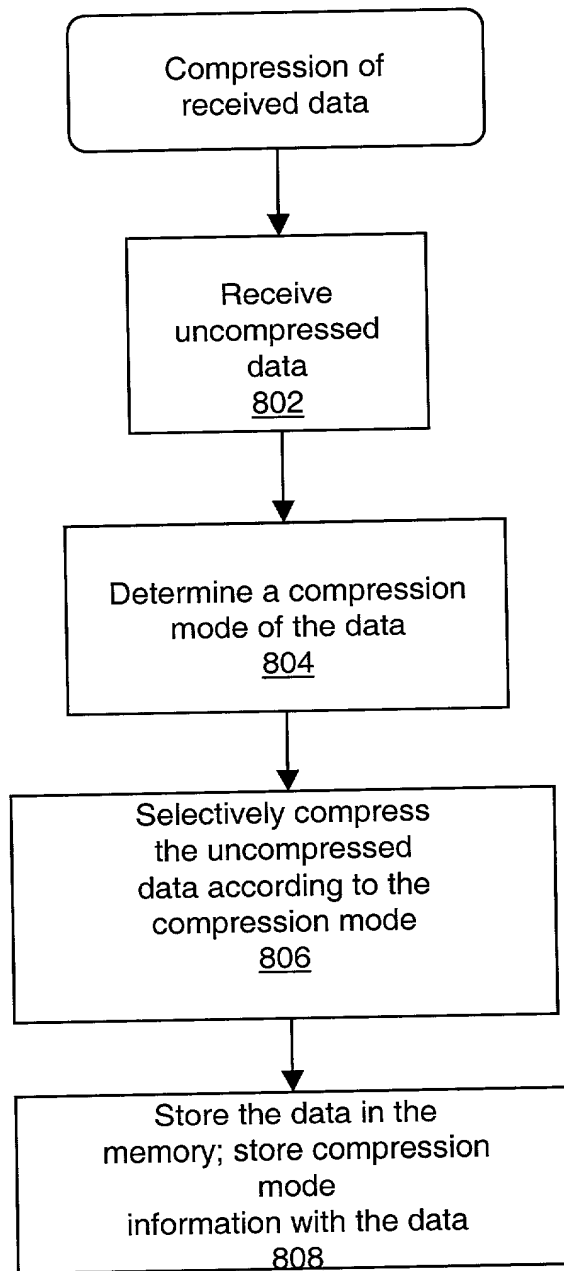 Compression of
received data
Receive
uncompressed
data
802
Determine a compression
mode of the data
804
Selectively compress
the uncompressed
data according to the
compression mode
806
Store the data in the
memory; store compression
mode
information with the data
808